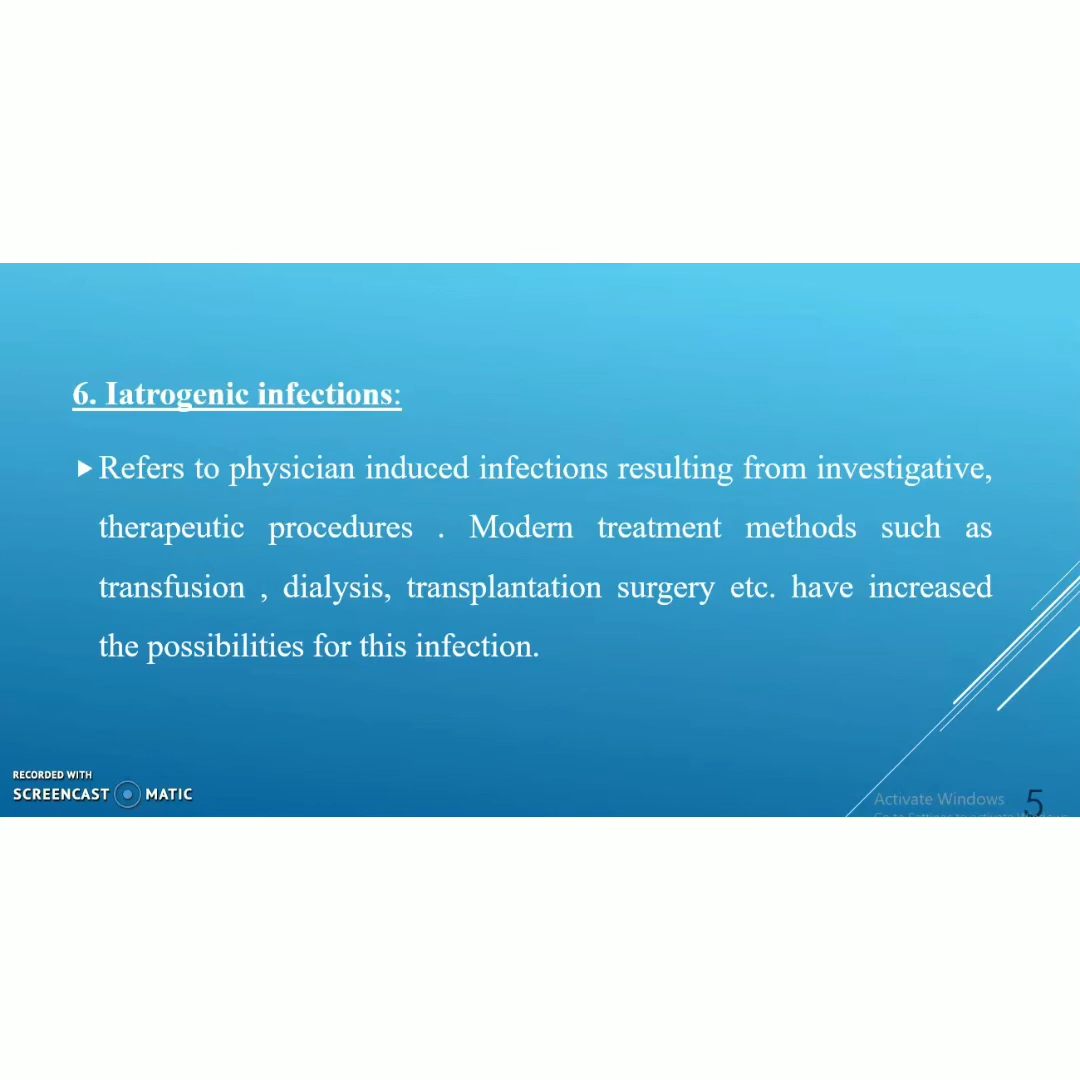 6. Iatrogenic infections:
Refers to physician induced infections resulting from investigative,
therapeutic procedures . Modern treatment methods such as
transfusion , dialysis, transplantation surgery etc. have increased
the possibilities for this infection.
RECORDED WITH
SCREENCAST MATIC
Activate Windows
5